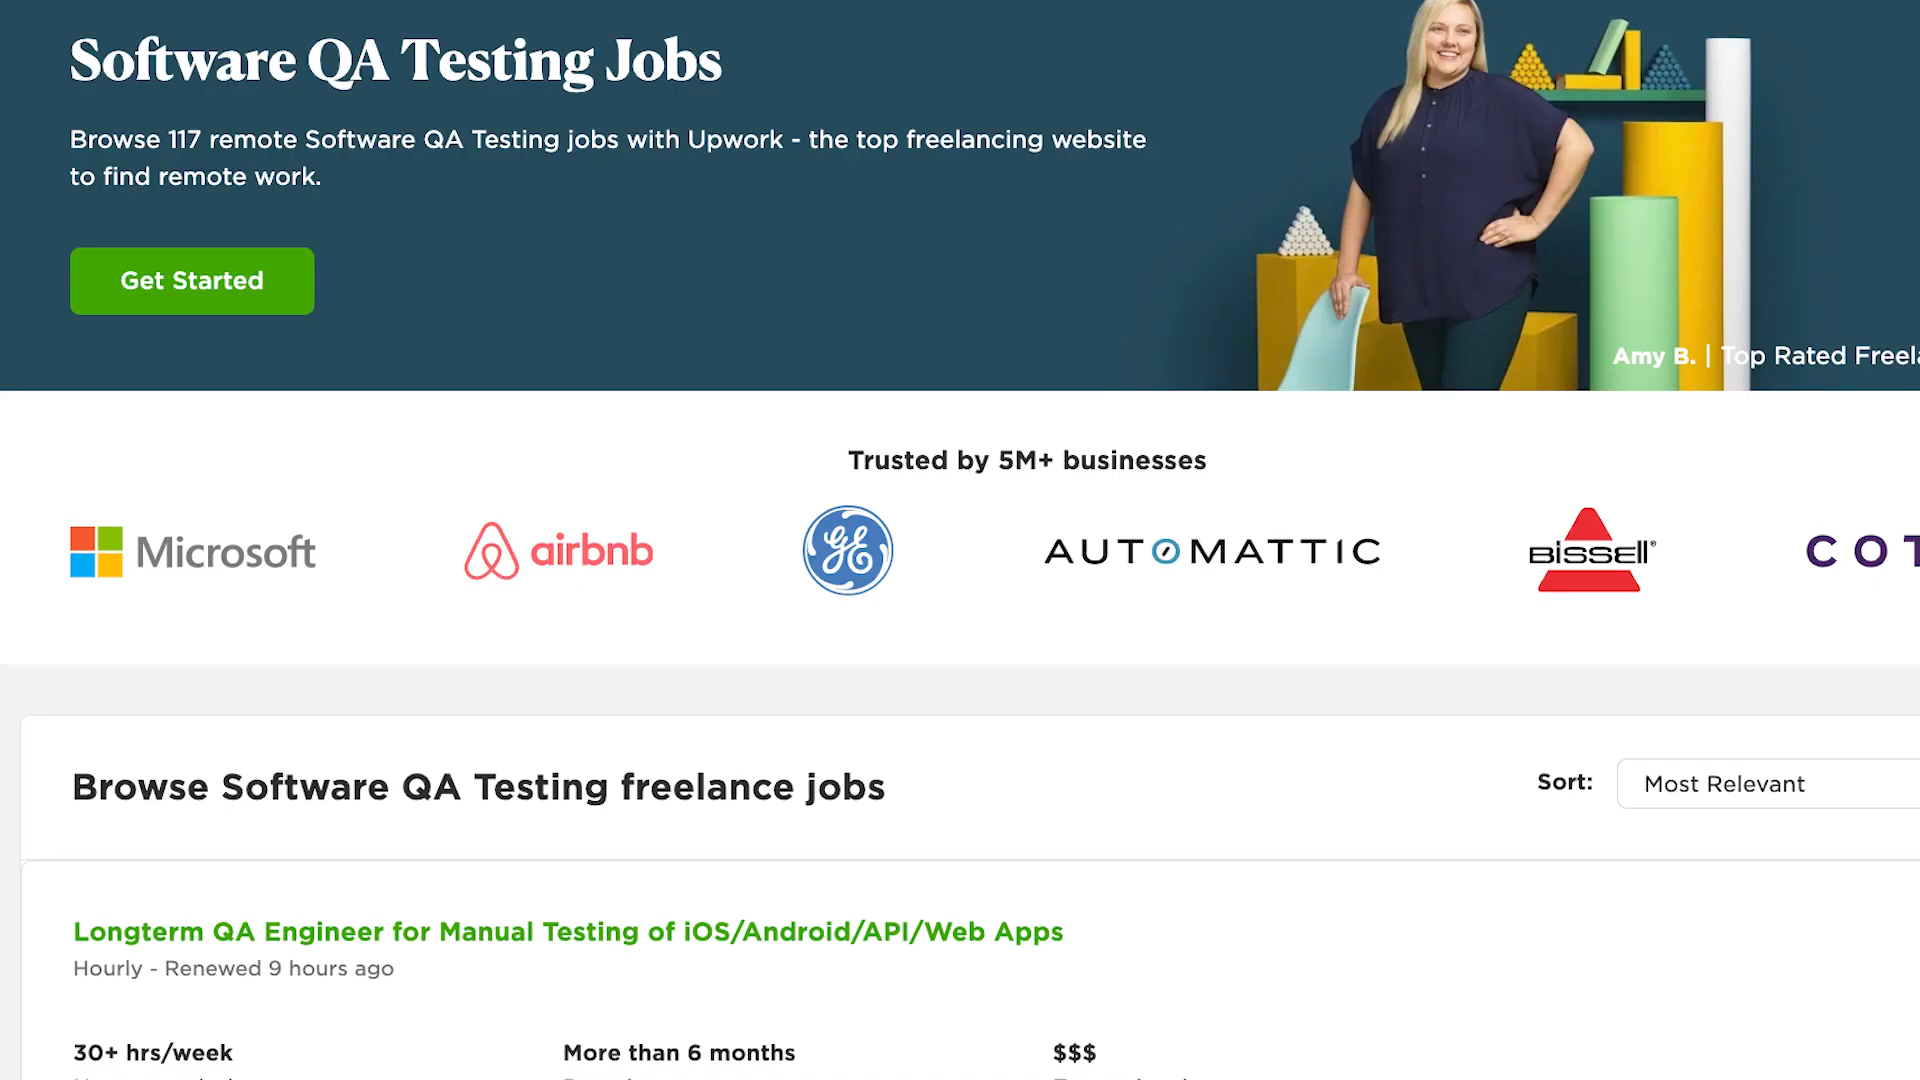 Software QA Testing Jobs
Browse 117 remote Software QA Testing jobs with Upwork - the top freelancing website
to find remote work.
Get Started
Amy B. | Top Rated
Trusted by 5M+ businesses
Microsoft
airbnb
GE
AUTOMATTIC
BISSELL®
Browse Software QA Testing freelance jobs
Sort:
Most Relevant
Longterm QA Engineer for Manual Testing of iOS/Android/API/Web Apps
Hourly - Renewed 9 hours ago
30+ hrs/week
More than 6 months
$$$